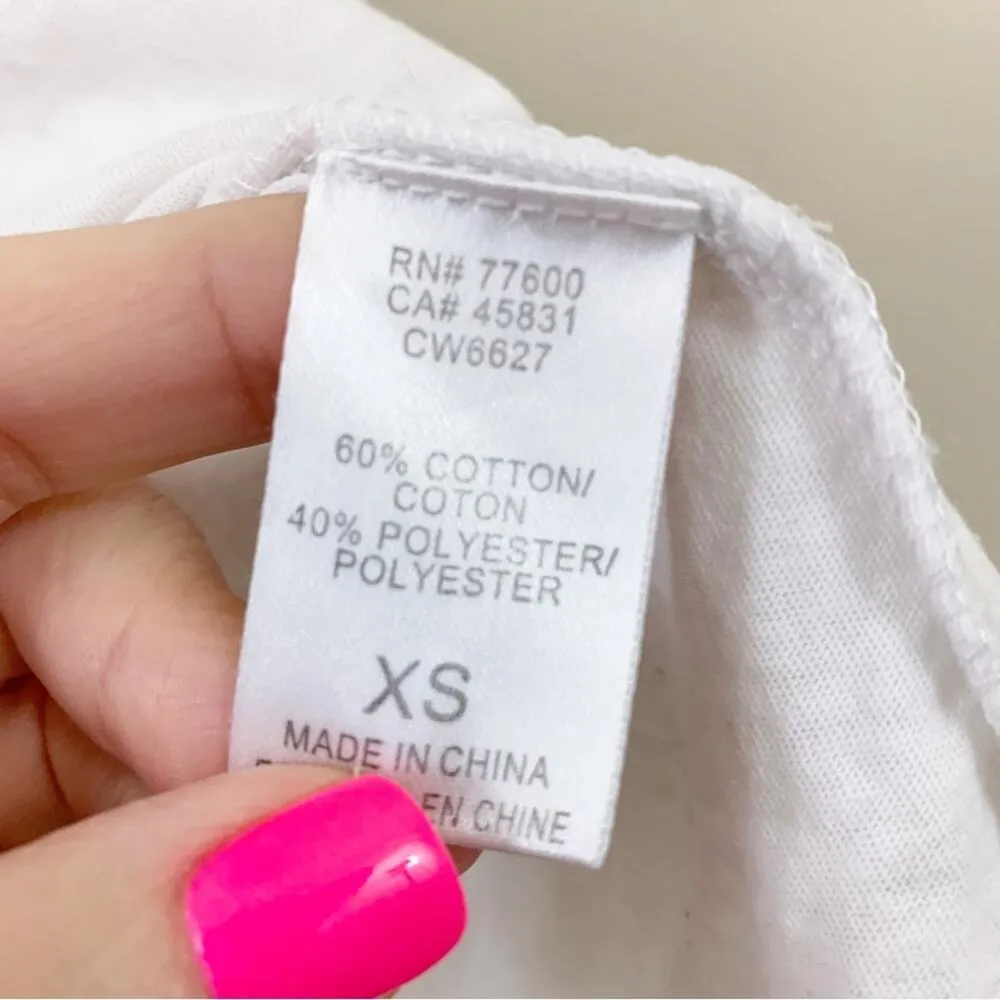 RN# 77600
CA# 45831
CW6627
60% COTTON/
COTON
40% POLYESTER/
POLYESTER
XS
MADE IN CHINA
EN CHINE